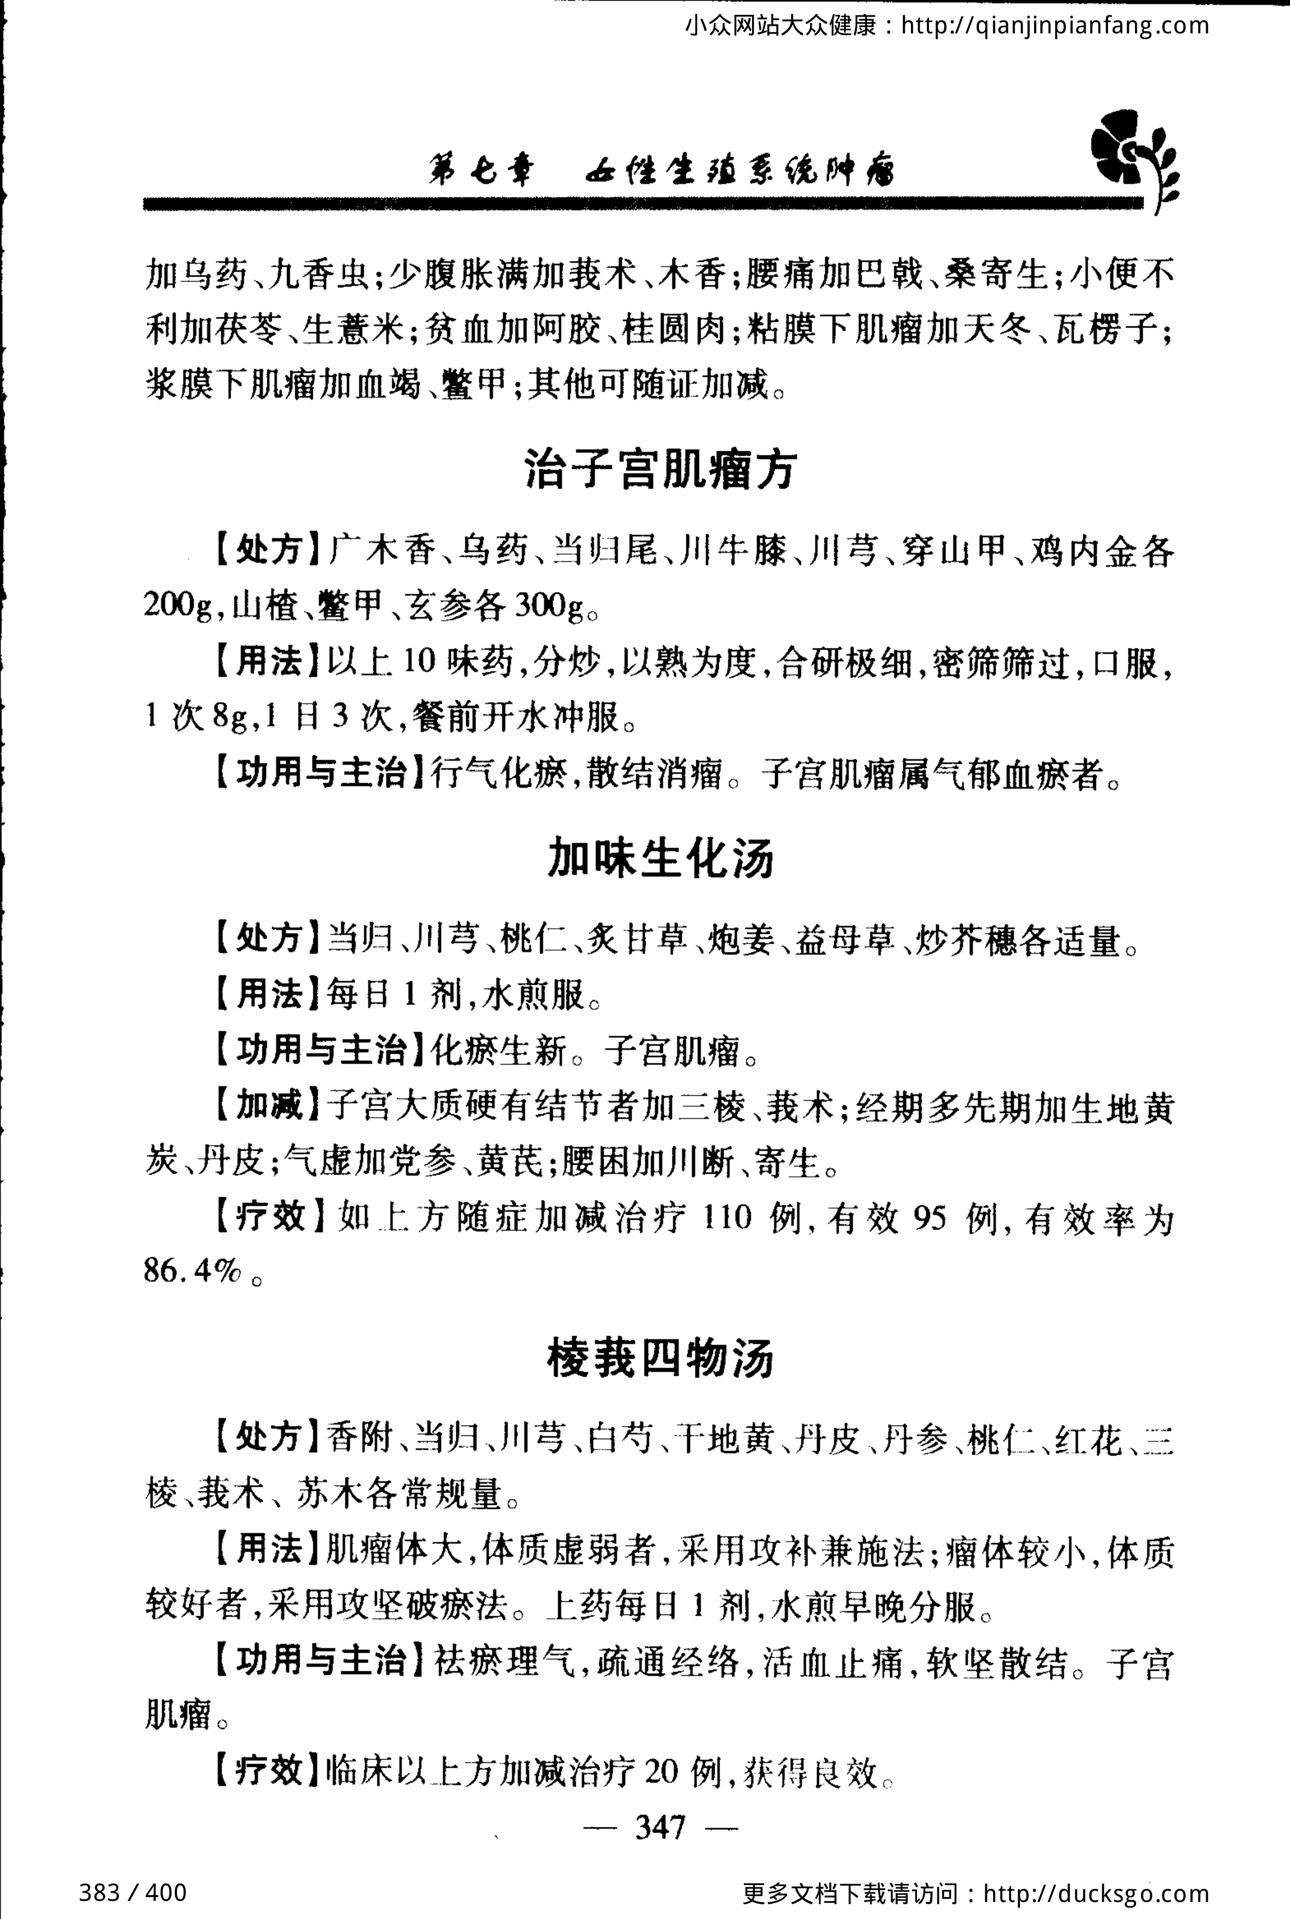 小众网站大众健康：http://qianjinpianfang.com
第七章 女性生殖系统肿瘤
加乌药、九香虫；少腹胀满加莪术、木香；腰痛加巴戟、桑寄生；小便不
利加茯苓、生薏米；贫血加阿胶、桂圆肉；粘膜下肌瘤加天冬、瓦楞子；
浆膜下肌瘤加血竭、鳖甲；其他可随证加减。
治子宫肌瘤方
【处方】广木香、乌药、当归尾、川牛膝、川芎、穿山甲、鸡内金各
200g，山楂、鳖甲、玄参各300g。
【用法】以上10味药，分炒，以熟为度，合研极细，密筛筛过，口服，
1次8g，1日3次，餐前开水冲服。
【功用与主治】行气化瘀，散结消瘤。子宫肌瘤属气郁血瘀者。
加味生化汤
【处方】当归、川芎、桃仁、炙甘草、炮姜、益母草、炒芥穗各适量。
【用法】每日1剂，水煎服。
【功用与主治】化瘀生新。子宫肌瘤。
【加减】子宫大质硬有结节者加三棱、莪术；经期多先期加生地黄
炭、丹皮；气虚加党参、黄芪；腰困加川断、寄生。
【疗效】如上方随症加减治疗110例，有效95例，有效率为
86.4%。
棱莪四物汤
【处方】香附、当归、川芎、白芍、干地黄、丹皮、丹参、桃仁、红花、三
棱、莪术、苏木各常规量。
【用法】肌瘤体大，体质虚弱者，采用攻补兼施法；瘤体较小，体质
较好者，采用攻坚破瘀法。上药每日1剂，水煎早晚分服。
【功用与主治】祛瘀理气，疏通经络，活血止痛，软坚散结。子宫
肌瘤。
【疗效】临床以上方加减治疗20例，获得良效。
— 347 —
383 / 400
更多文档下载请访问：http://ducksgo.com